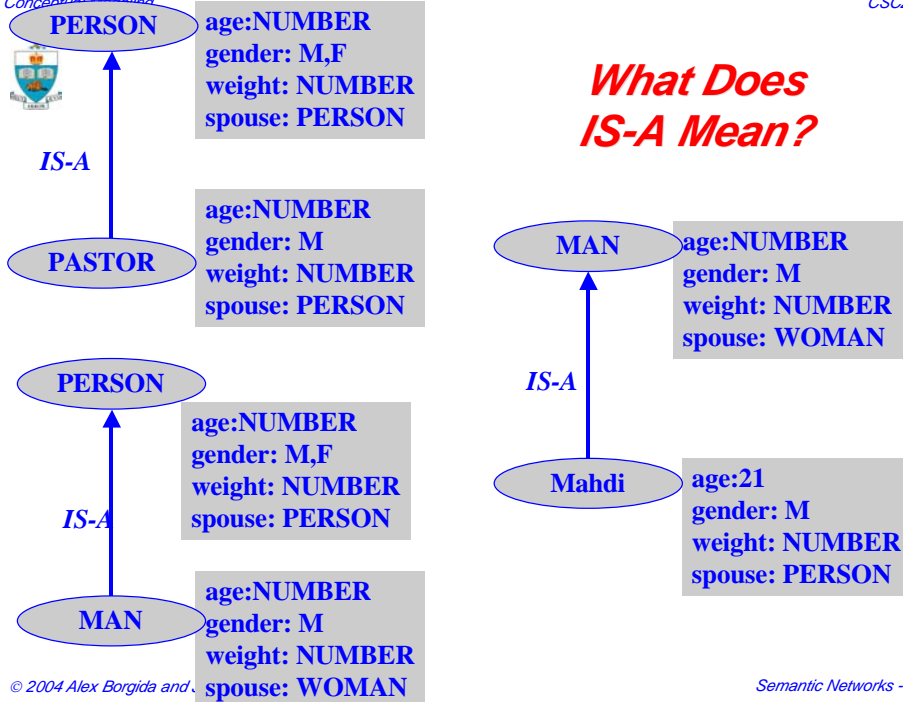 PERSON
age:NUMBER
gender: M,F
weight: NUMBER
spouse: PERSON
What Does
IS-A Mean?
IS-A
PASTOR
age:NUMBER
gender: M
weight: NUMBER
spouse: PERSON
MAN
age:NUMBER
gender: M
weight: NUMBER
spouse: WOMAN
IS-A
Mahdi
age:21
gender: M
weight: NUMBER
spouse: PERSON
PERSON
age:NUMBER
gender: M,F
weight: NUMBER
spouse: PERSON
IS-A
MAN
age:NUMBER
gender: M
weight: NUMBER
spouse: WOMAN
© 2004 Alex Borgida and
Semantic Networks -